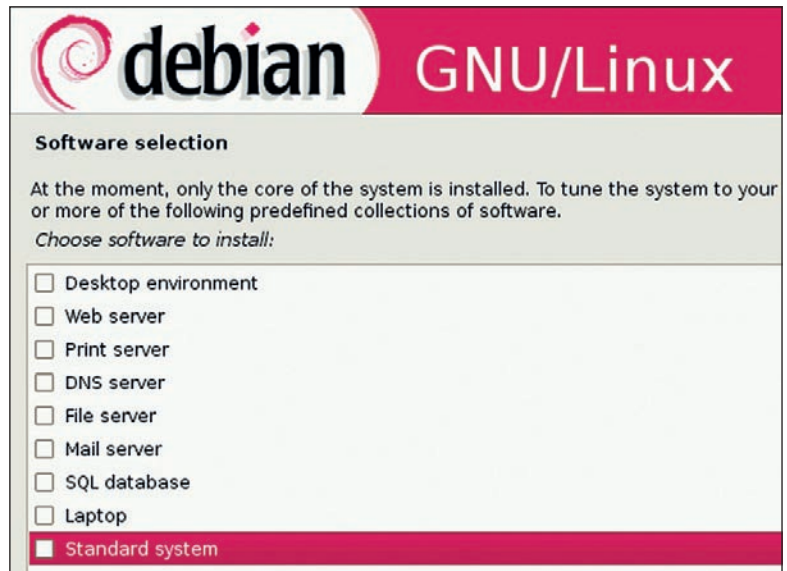 debian GNU/Linux
Software selection
At the moment, only the core of the system is installed. To tune the system to your
or more of the following predefined collections of software.
Choose software to install:
Desktop environment
Web server
Print server
DNS server
File server
Mail server
SQL database
Laptop
Standard system